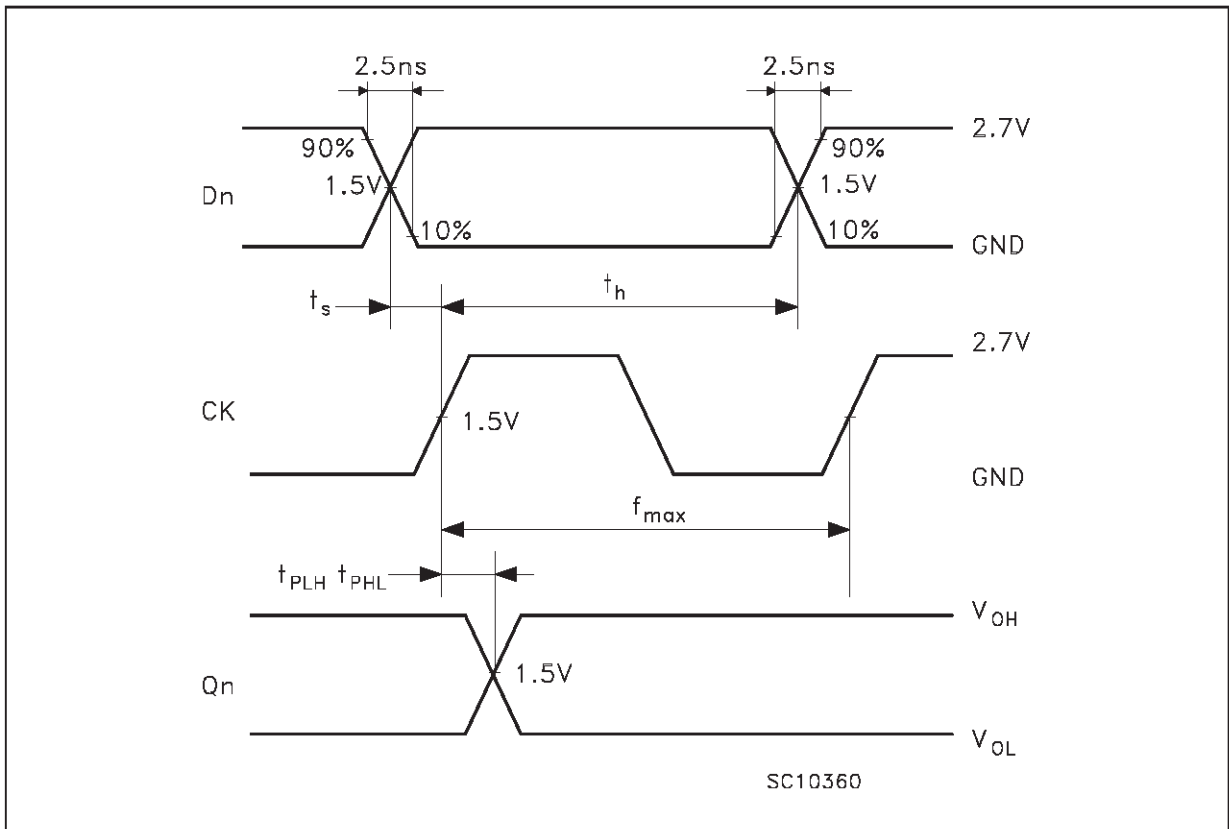 2.5ns 2.5ns
2.7V
90% 90%
Dn 1.5V 1.5V
10% 10%
GND
ts th
2.7V
CK 1.5V
GND
fmax
tPLH tPHL
VOH
Qn 1.5V
VOL
SC10360